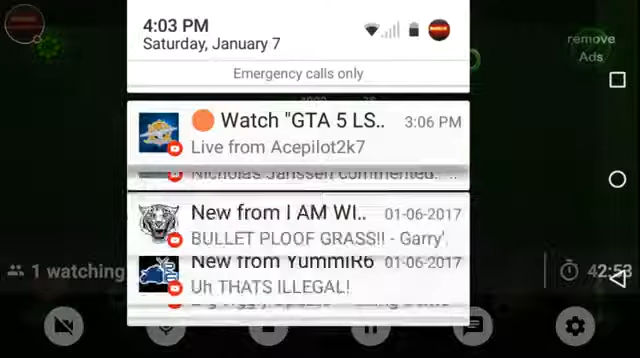 4:03 PM
Saturday, January 7
remove
Ads
Emergency calls only
Watch "GTA 5 LS.. 3:06 PM
Live from Acepilot2k7
Nicholas Janssen commented:
New from I AM WI.. 01-06-2017
BULLET PLOOF GRASS!! - Garry'
New from YummiR6 01-06-2017
Uh THATS ILLEGAL!
1 watching
42:53